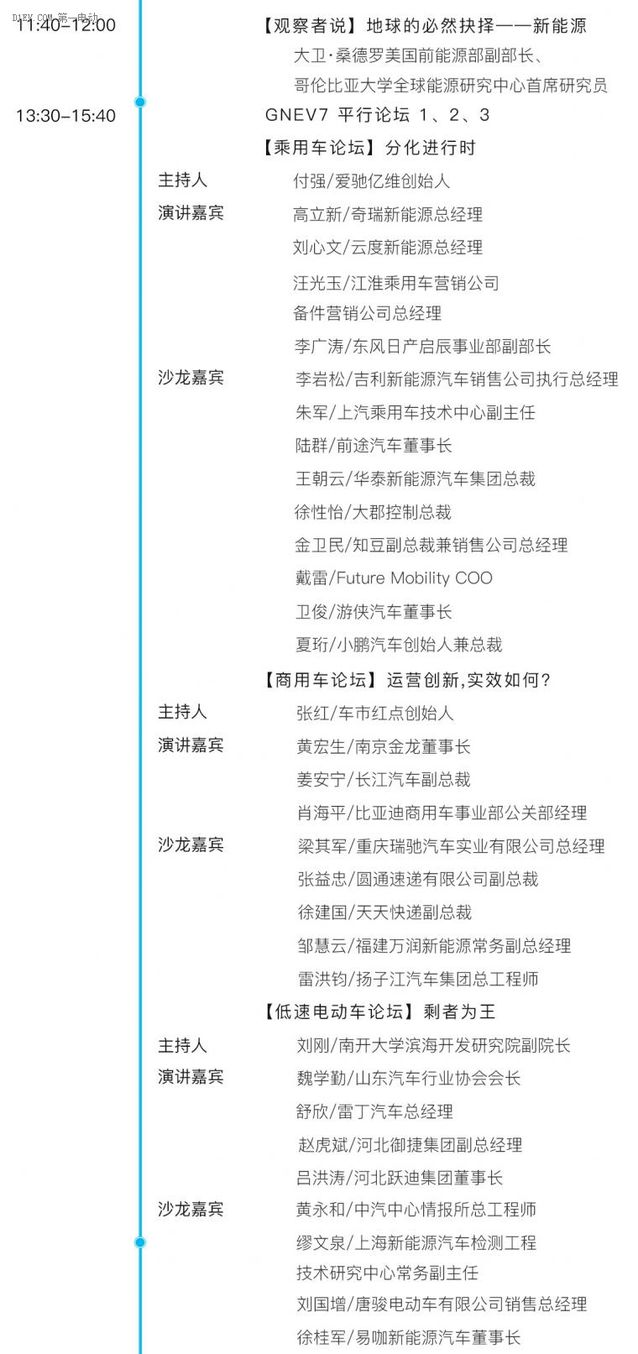 D1EV.COM 第一电动
11:40-12:00 【观察者说】地球的必然抉择——新能源
大卫·桑德罗美国前能源部副部长、
哥伦比亚大学全球能源研究中心首席研究员
13:30-15:40 GNEV7 平行论坛 1、2、3
【乘用车论坛】分化进行时
主持人 付强/爱驰亿维创始人
演讲嘉宾 高立新/奇瑞新能源总经理
刘心文/云度新能源总经理
汪光玉/江淮乘用车营销公司
备件营销公司总经理
李广涛/东风日产启辰事业部副部长
沙龙嘉宾 李岩松/吉利新能源汽车销售公司执行总经理
朱军/上汽乘用车技术中心副主任
陆群/前途汽车董事长
王朝云/华泰新能源汽车集团总裁
徐性怡/大郡控制总裁
金卫民/知豆副总裁兼销售公司总经理
戴雷/Future Mobility COO
卫俊/游侠汽车董事长
夏珩/小鹏汽车创始人兼总裁
【商用车论坛】运营创新,实效如何?
主持人 张红/车市红点创始人
演讲嘉宾 黄宏生/南京金龙董事长
姜安宁/长江汽车副总裁
肖海平/比亚迪商用车事业部公关部经理
沙龙嘉宾 梁其军/重庆瑞驰汽车实业有限公司总经理
张益忠/圆通速递有限公司副总裁
徐建国/天天快递副总裁
邹慧云/福建万润新能源常务副总经理
雷洪钧/扬子江汽车集团总工程师
【低速电动车论坛】剩者为王
主持人 刘刚/南开大学滨海开发研究院副院长
演讲嘉宾 魏学勤/山东汽车行业协会会长
舒欣/雷丁汽车总经理
赵虎斌/河北御捷集团副总经理
吕洪涛/河北跃迪集团董事长
沙龙嘉宾 黄永和/中汽中心情报所总工程师
缪文泉/上海新能源汽车检测工程
技术研究中心常务副主任
刘国增/唐骏电动车有限公司销售总经理
徐桂军/易咖新能源汽车董事长